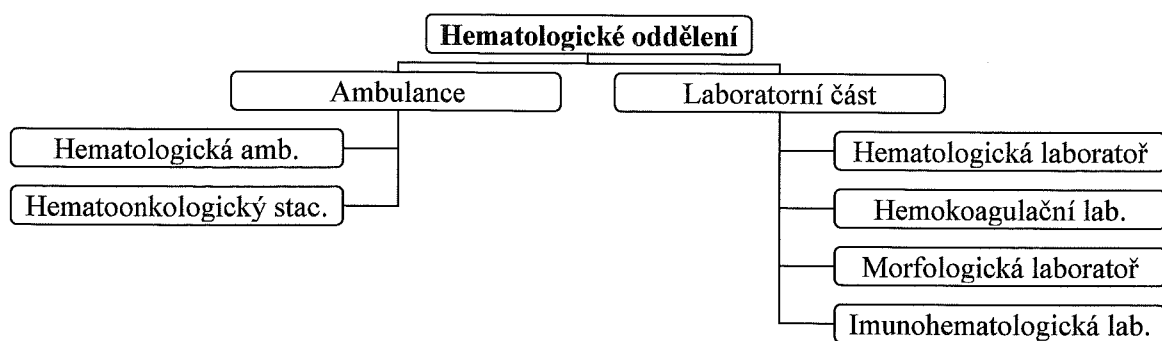 Hematologické oddělení
Ambulance
Laboratorní část
Hematologická amb.
Hematoonkologický stac.
Hematologická laboratoř
Hemokoagulační lab.
Morfologická laboratoř
Imunohematologická lab.